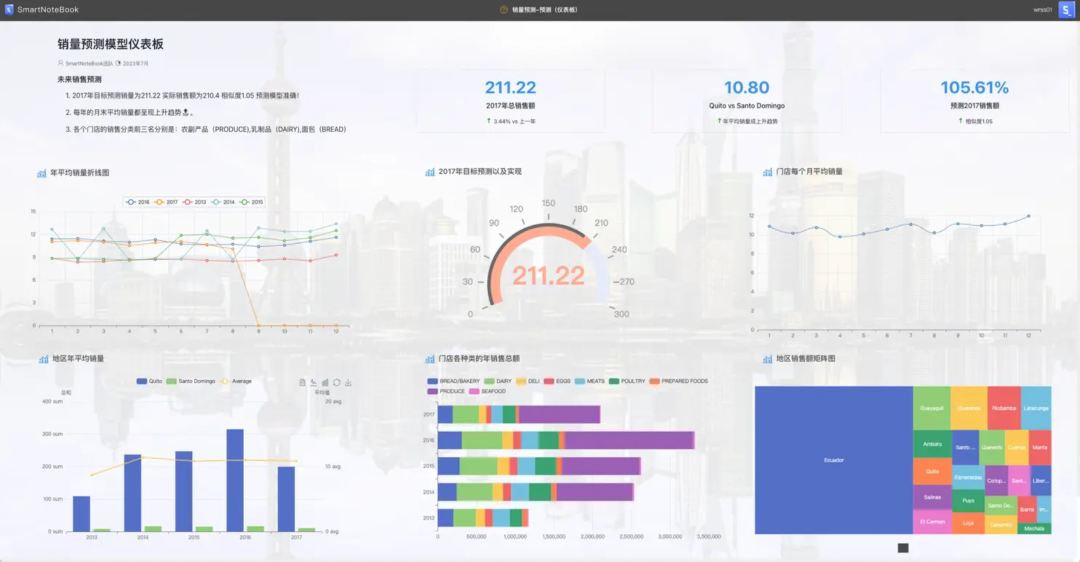 SmartNoteBook
销量预测-预测（仪表板）
销量预测模型仪表板
SmartNoteBook团队 2023年7月
未来销售预测
1. 2017年目标预测销量为211.22 实际销售额为210.4 相似度1.05 预测模型准确！
2. 每年的月末平均销量都呈现上升趋势
3. 各个门店的销售分类前三名分别是：农副产品（PRODUCE),乳制品（DAIRY),面包（BREAD）
211.22
2017年总销售额
3.44% vs 上一年
10.80
Quito vs Santo Domingo
年平均销量成上升趋势
105.61%
预测2017销售额
相似度1.05
年平均销量折线图
2016 2017 2013 2014 2015
15
12
9
6
3
0
1 2 3 4 5 6 7 8 9 10 11 12
2017年目标预测以及实现
0 30 60 90 120 150 180 210 240 270 300
211.22
门店每个月平均销量
12
10
8
6
4
2
0
1 2 3 4 5 6 7 8 9 10 11 12
地区年平均销量
Quito Santo Domingo Average
总和
平均值
400 sum
300 sum
200 sum
100 sum
0 sum
20 avg
10 avg
0 avg
2013 2014 2015 2016 2017
门店各种类的年销售总额
BREAD/BAKERY DAIRY DELI EGGS MEATS POULTRY PREPARED FOODS
PRODUCE SEAFOOD
2017
2016
2015
2014
2013
0 500,000 1,000,000 1,500,000 2,000,000 2,500,000 3,000,000 3,500,000
地区销售额矩阵图
Ecuador
Guayaquil
Riobamba
Latacunga
Ambato
Santo ...
Manta
Quito
Esmeraldas
Salinas
Puyo
Santo Do...
Ibarra
El Carmen
Loja
Machala